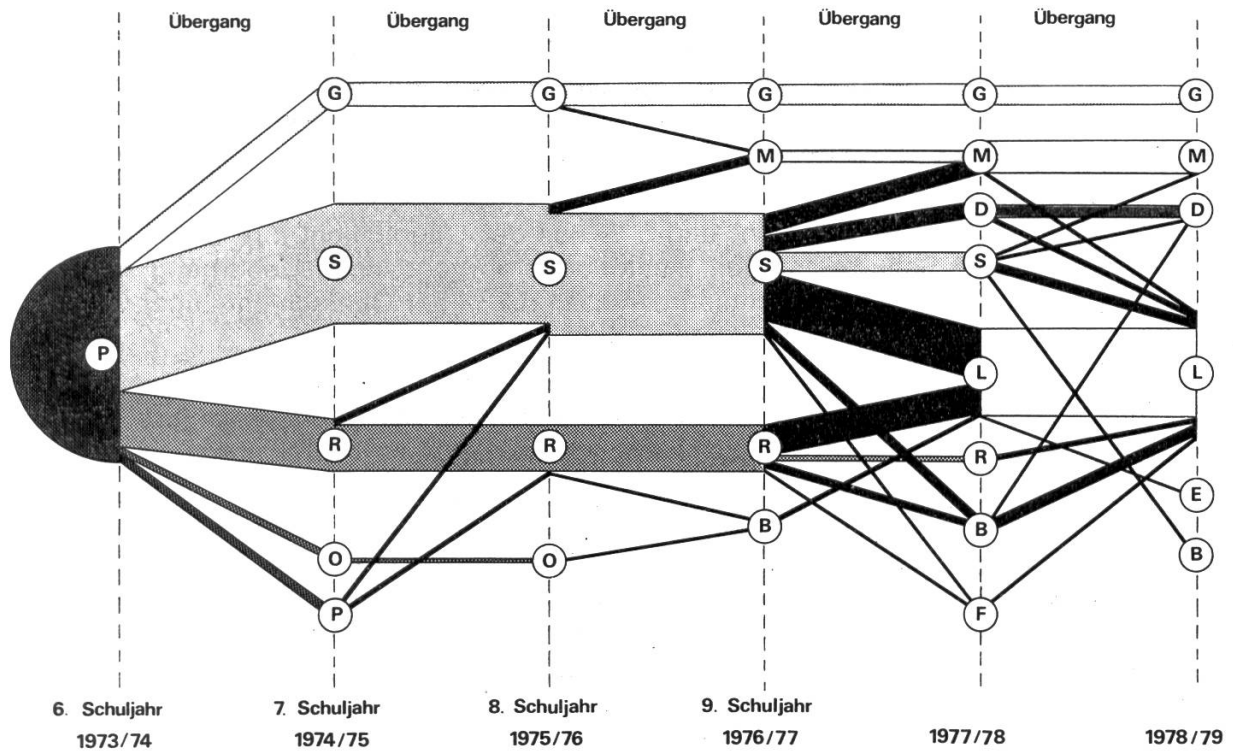 Übergang Übergang Übergang Übergang Übergang
G G G G G
M M M
D D
S S S S
P
L L
R R R R
E
B B B
O O
P F
6. Schuljahr 7. Schuljahr 8. Schuljahr 9. Schuljahr
1973/74 1974/75 1975/76 1976/77 1977/78 1978/79